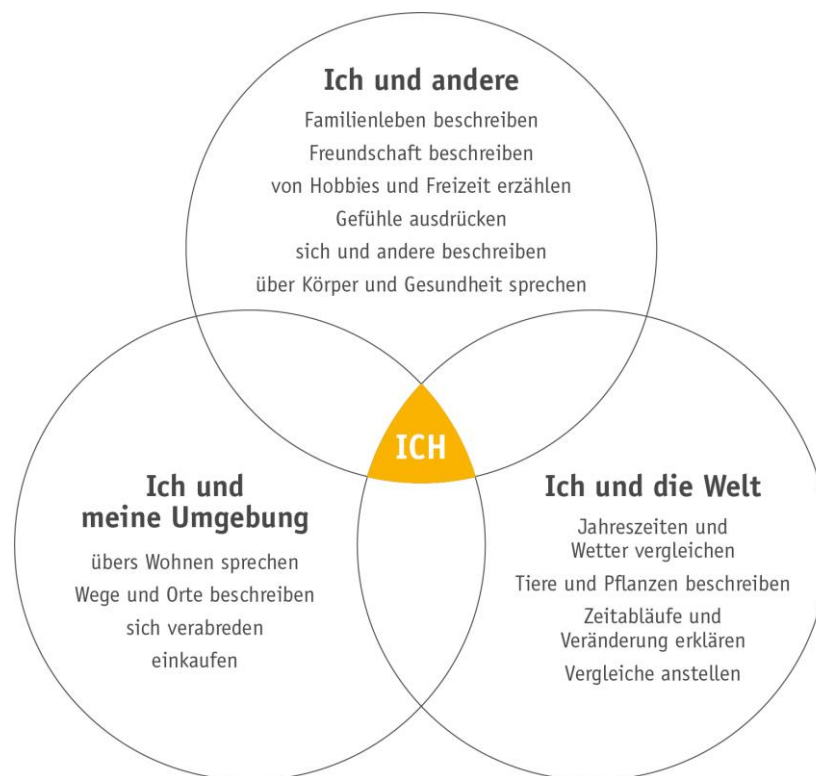 Ich und andere
Familienleben beschreiben
Freundschaft beschreiben
von Hobbies und Freizeit erzählen
Gefühle ausdrücken
sich und andere beschreiben
über Körper und Gesundheit sprechen
ICH
Ich und
meine Umgebung
übers Wohnen sprechen
Wege und Orte beschreiben
sich verabreden
einkaufen
Ich und die Welt
Jahreszeiten und
Wetter vergleichen
Tiere und Pflanzen beschreiben
Zeitabläufe und
Veränderung erklären
Vergleiche anstellen